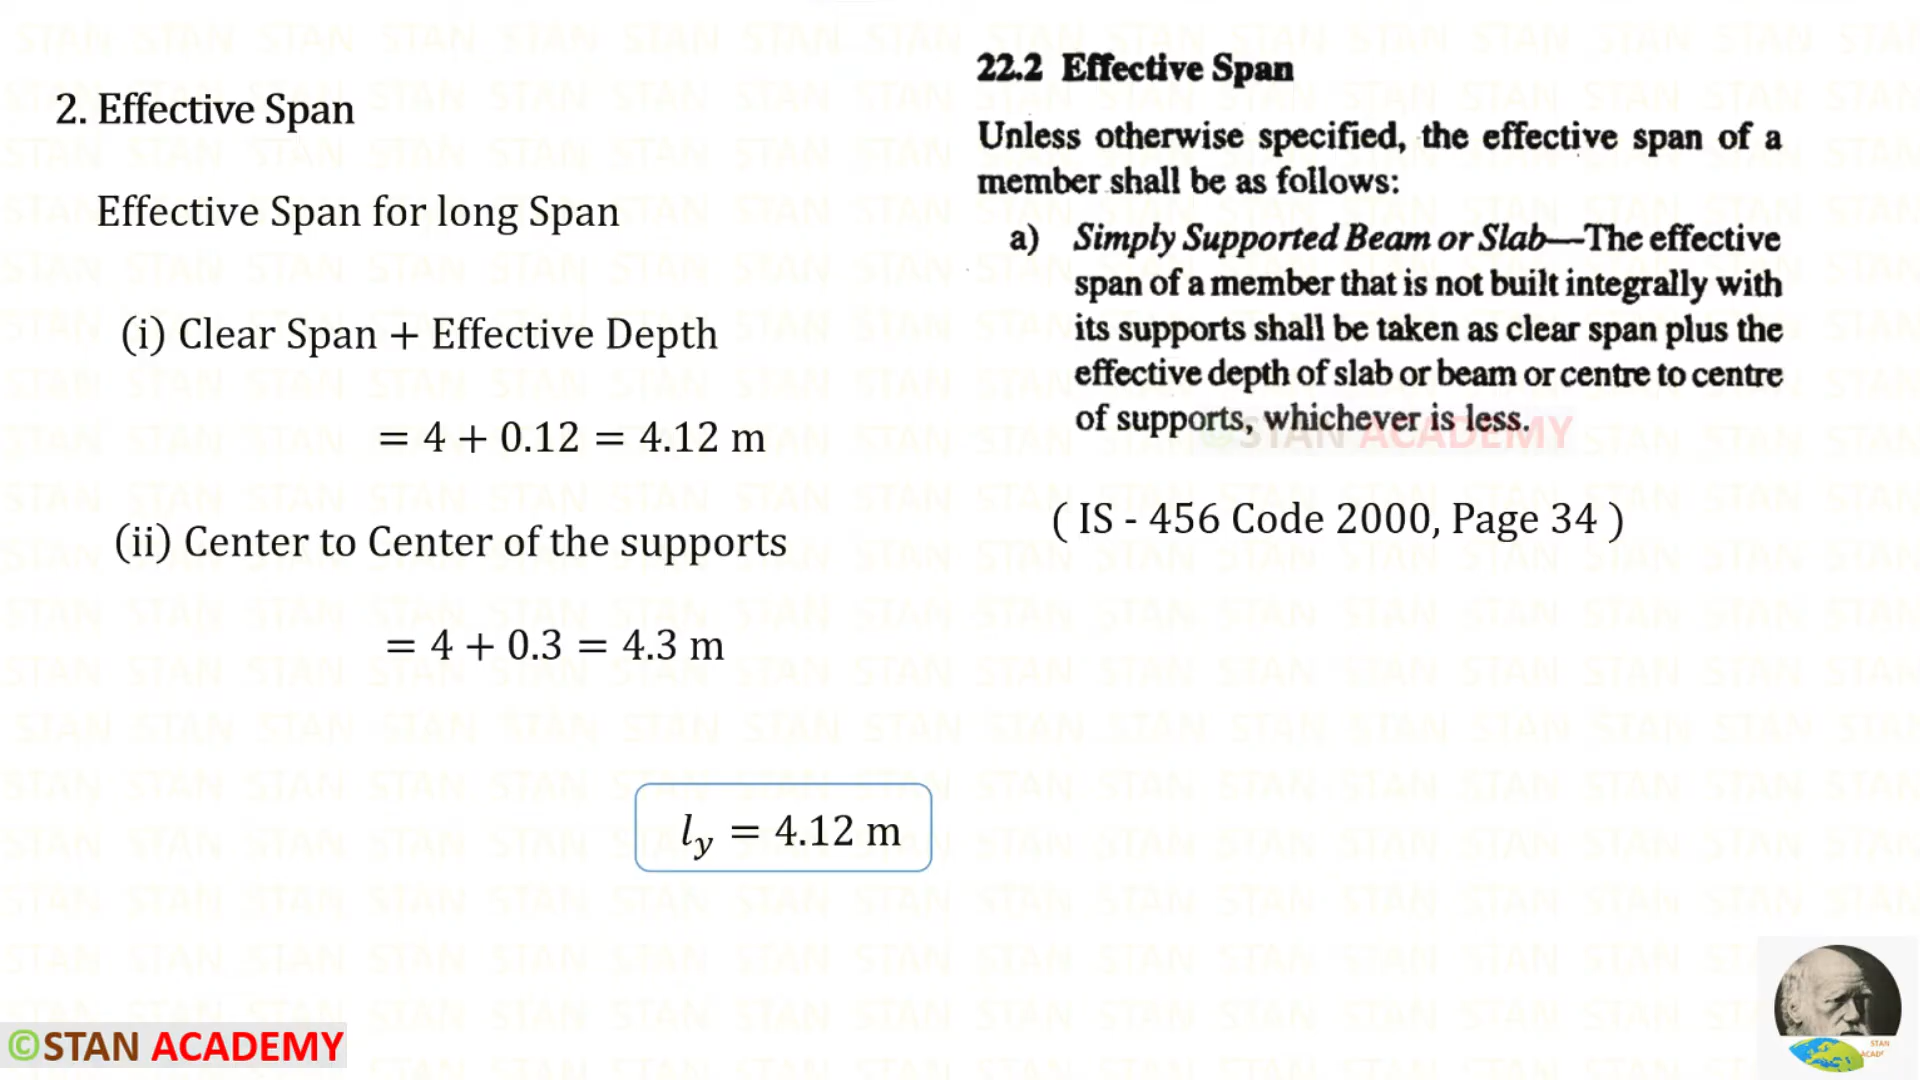 2. Effective Span
Effective Span for long Span
(i) Clear Span + Effective Depth
= 4 + 0.12 = 4.12 m
(ii) Center to Center of the supports
= 4 + 0.3 = 4.3 m
l_y = 4.12 m
22.2 Effective Span
Unless otherwise specified, the effective span of a
member shall be as follows:
a) Simply Supported Beam or Slab—The effective
span of a member that is not built integrally with
its supports shall be taken as clear span plus the
effective depth of slab or beam or centre to centre
of supports, whichever is less.
©STAN ACADEMY
( IS - 456 Code 2000, Page 34 )
©STAN ACADEMY
STAN